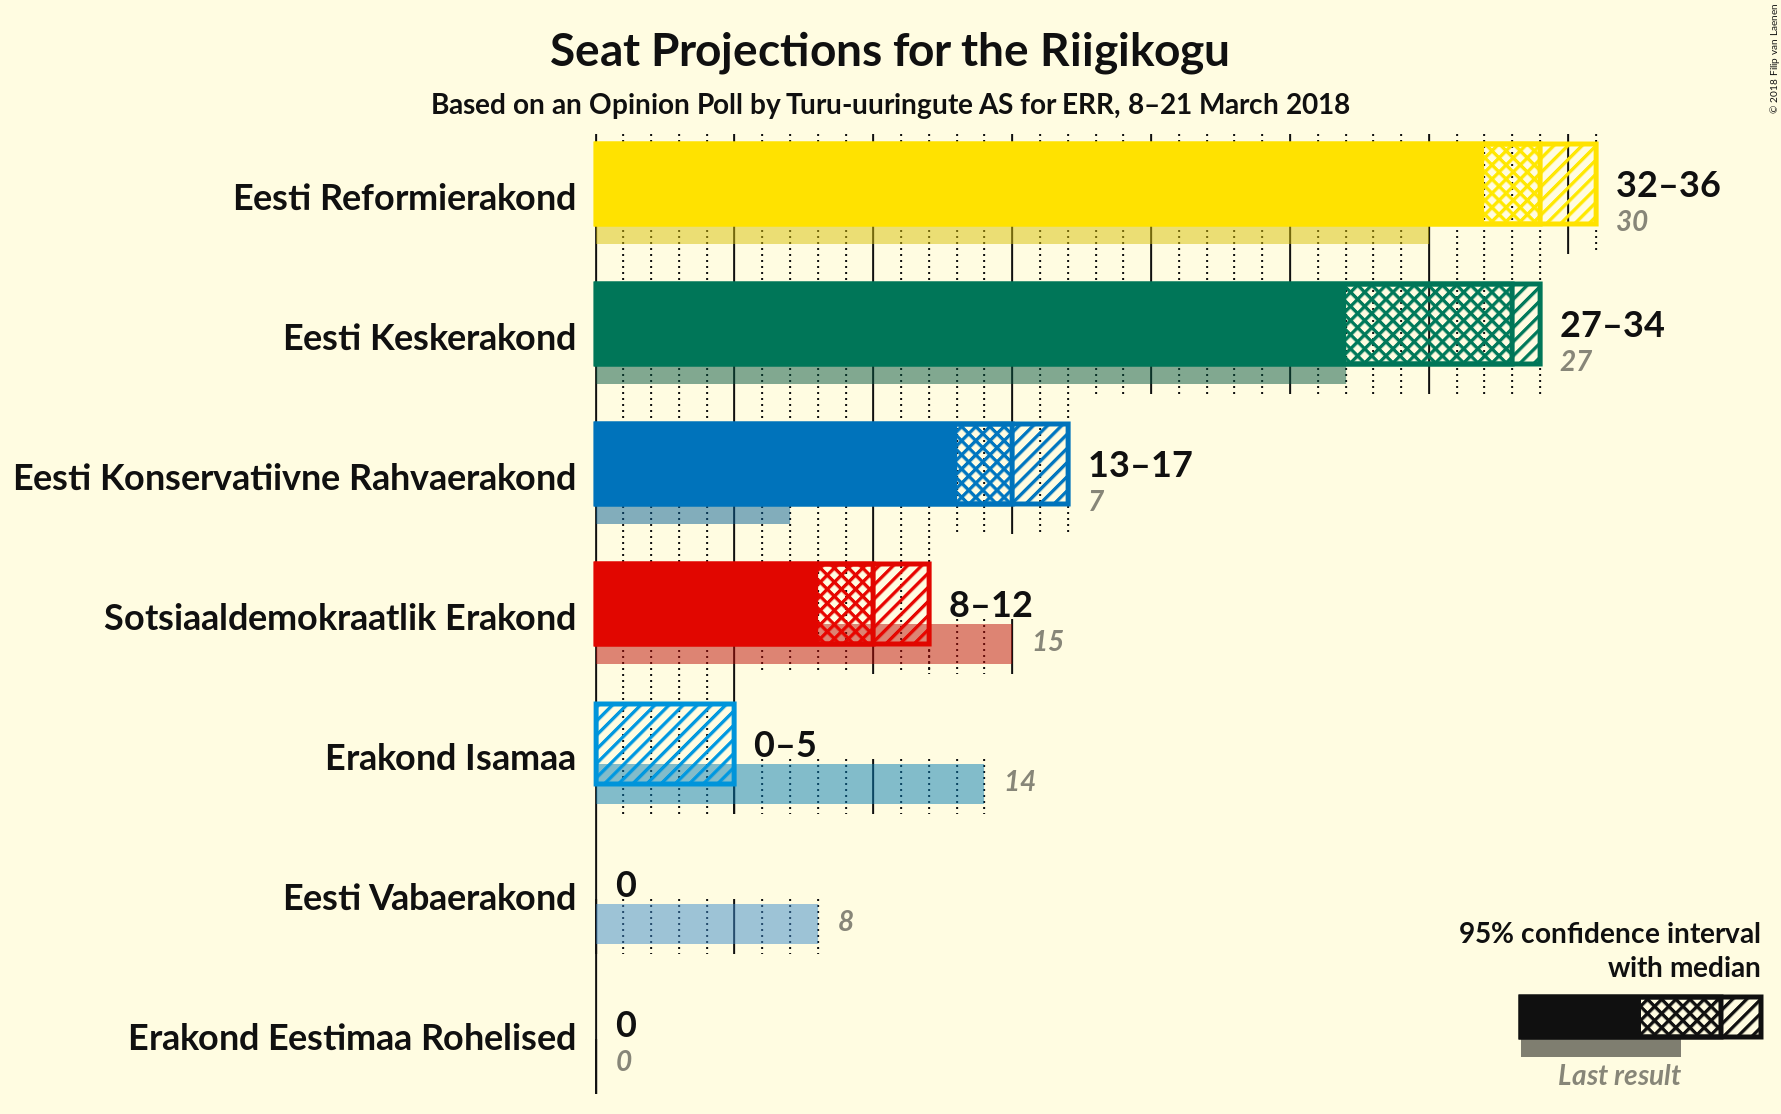 Seat Projections for the Riigikogu
Based on an Opinion Poll by Turu-uuringute AS for ERR, 8–21 March 2018
© 2018 Filip van Laenen
Eesti Reformierakond
32–36
30
Eesti Keskerakond
27–34
27
Eesti Konservatiivne Rahvaerakond
13–17
7
Sotsiaaldemokraatlik Erakond
8–12
15
Erakond Isamaa
0–5
14
Eesti Vabaerakond
0
8
Erakond Eestimaa Rohelised
0
0
95% confidence interval
with median
Last result